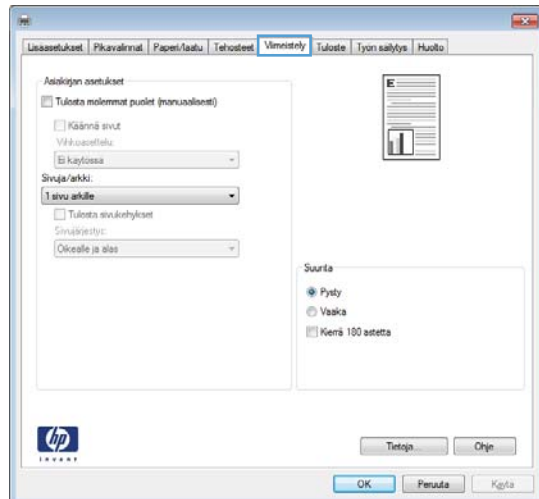 Lisäasetukset Pikavalinnat Paperi/laatu Tehosteet Viimeistely Tuloste Työn säilytys Huolto
Asiakirjan asetukset
Tulosta molemmat puolet (manuaalisesti)
Käännä sivut
Vihkoasettelu:
Ei käytössä
Sivuja/arkki:
1 sivu arkille
Tulosta sivukehykset
Sivujärjestys:
Oikealle ja alas
E
Suunta
Pysty
Vaaka
Kierrä 180 astetta
hp
invent
Tietoja... Ohje
OK Peruuta Käytä